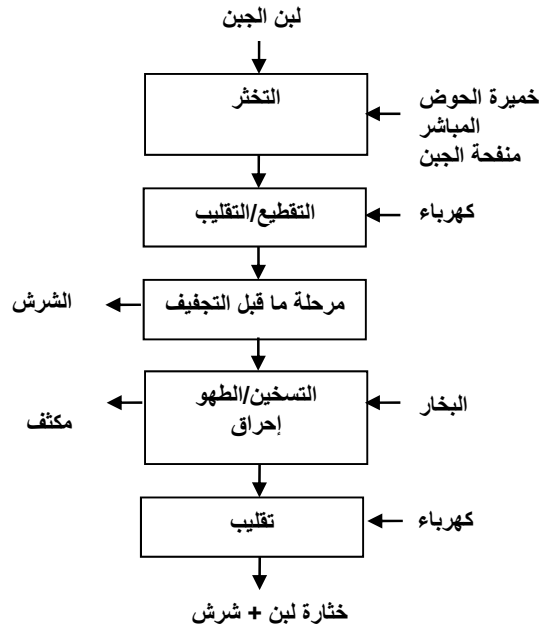 لبن الجبن
التخثر
خميرة الحوض
المباشر
منفحة الجبن
التقطيع/التقليب
كهرباء
مرحلة ما قبل التجفيف
الشرش
التسخين/الطهو
إحراق
البخار
مكثف
تقليب
كهرباء
خثارة لبن + شرش